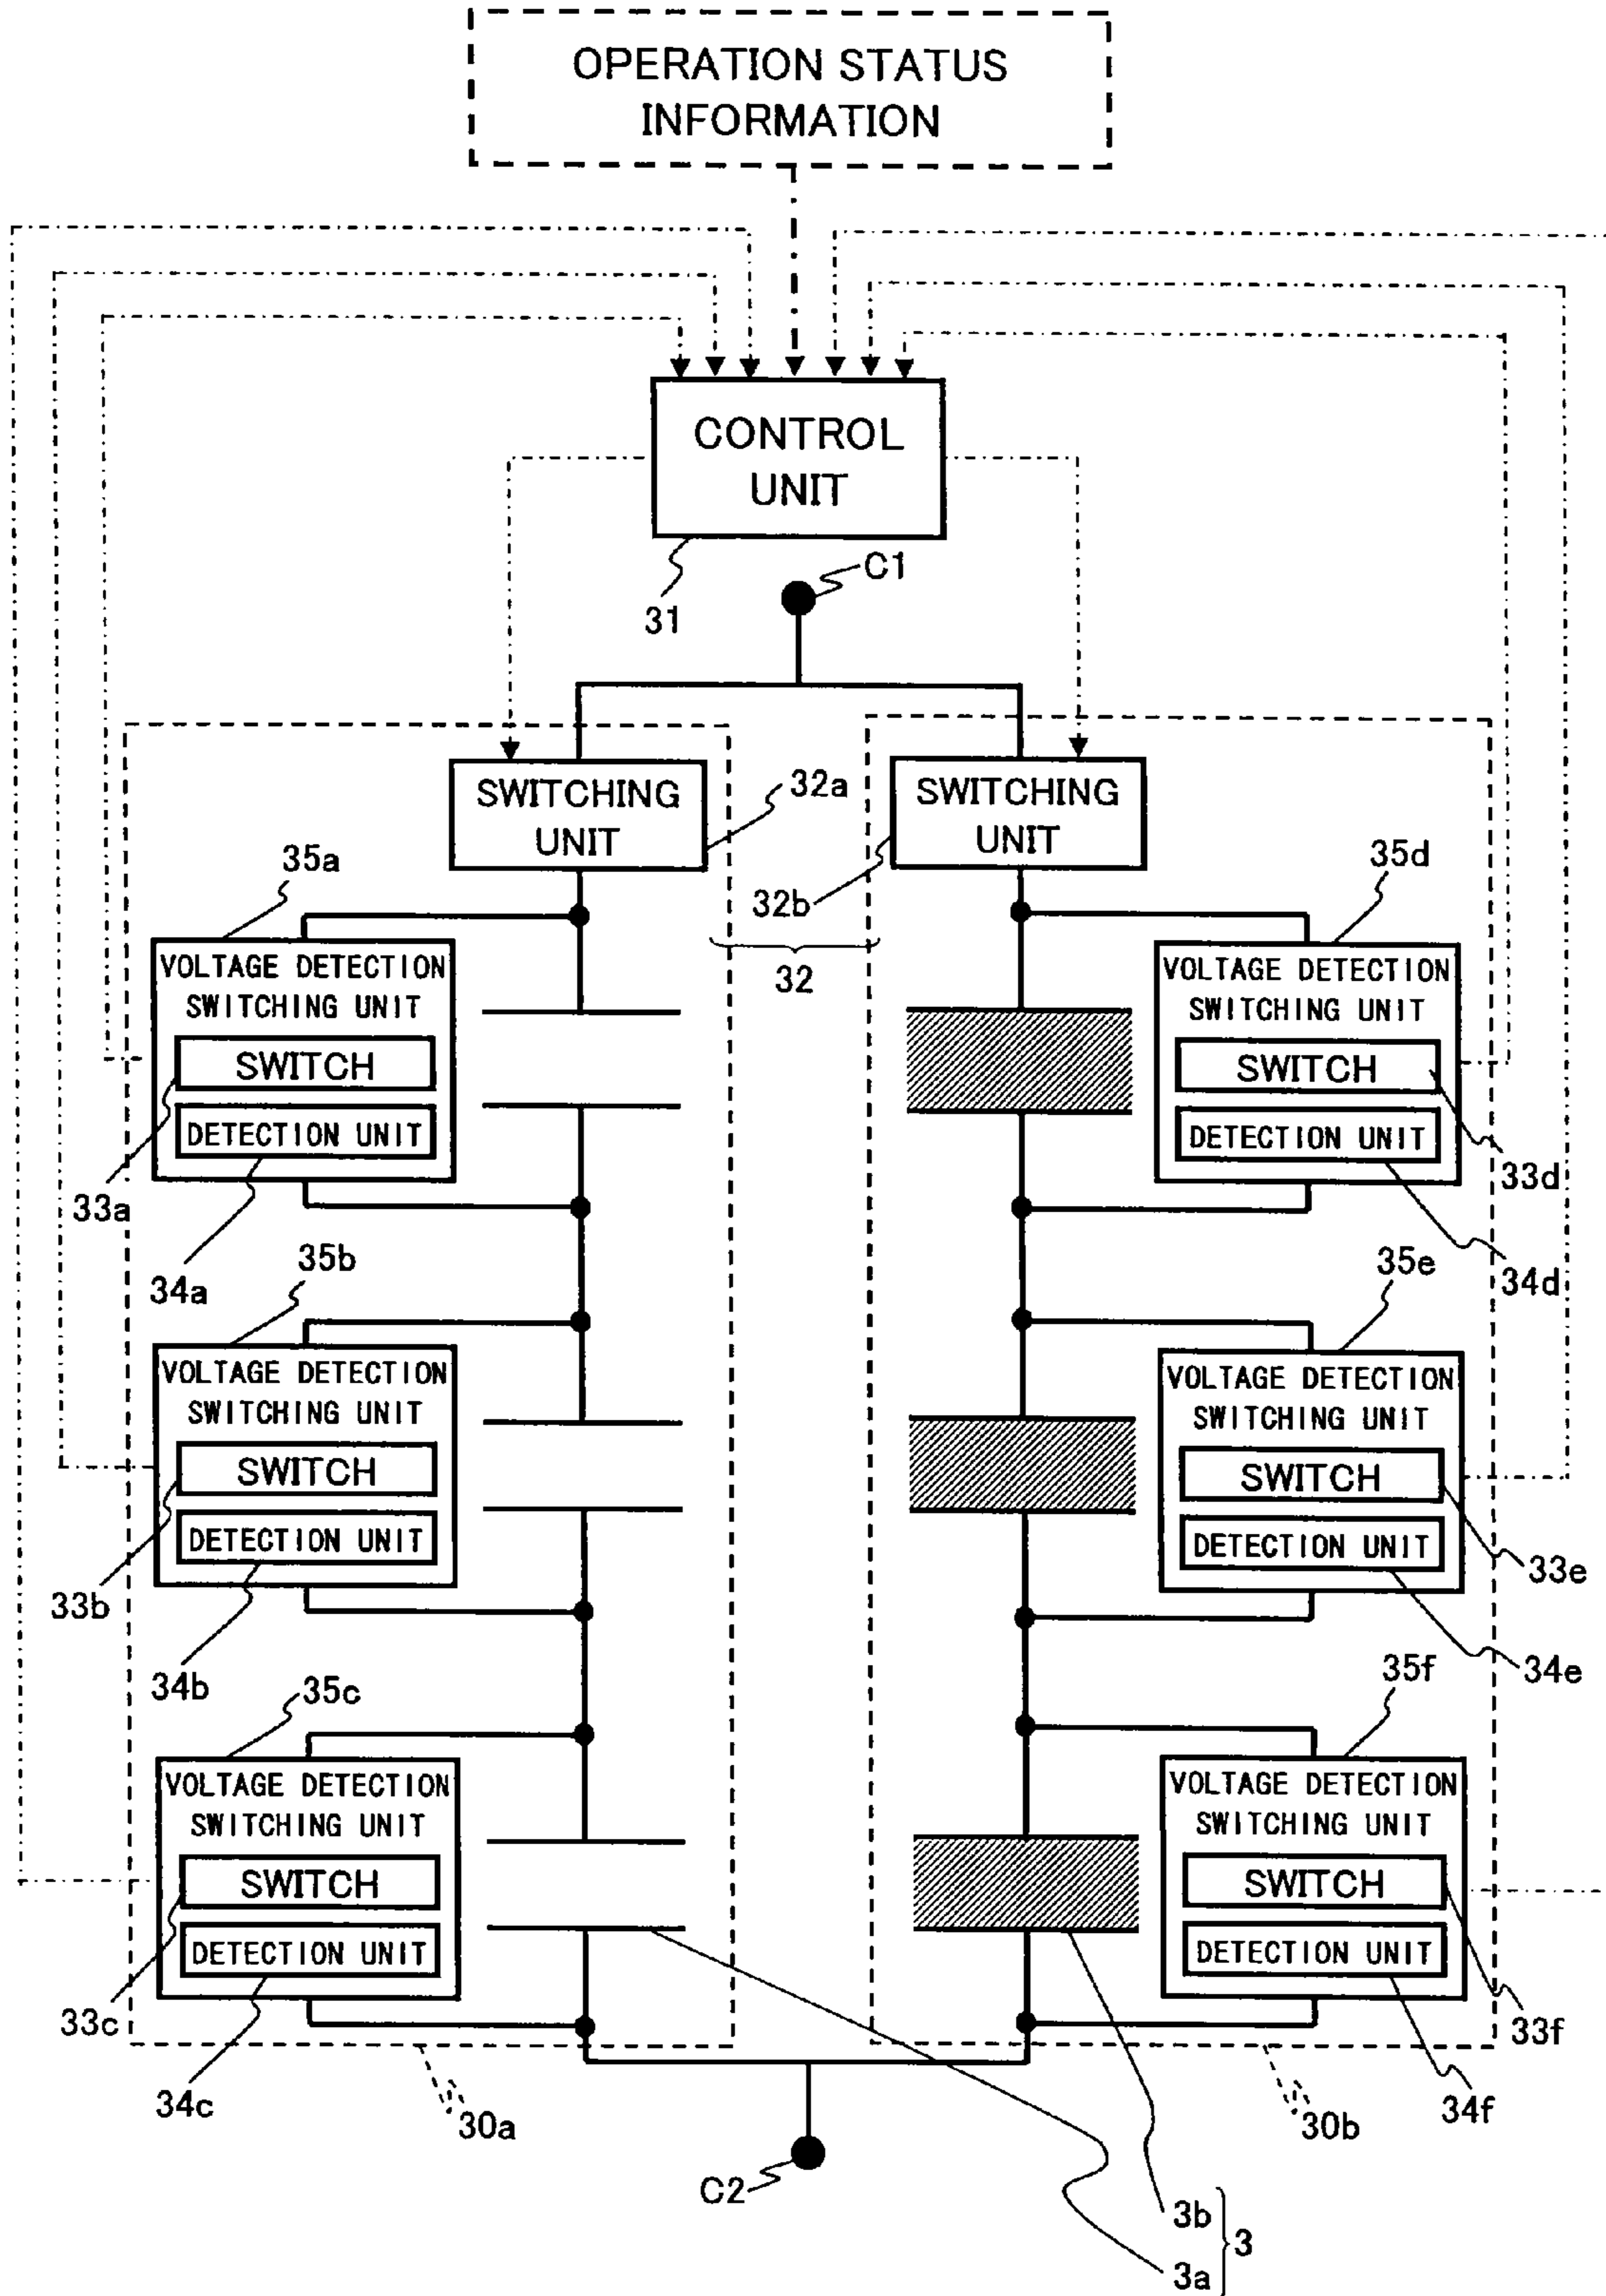 OPERATION STATUS
INFORMATION
CONTROL
UNIT
31
C1
SWITCHING
UNIT
32a
SWITCHING
UNIT
32b
32
35a
VOLTAGE DETECTION
SWITCHING UNIT
SWITCH
DETECTION UNIT
33a
34a
35d
VOLTAGE DETECTION
SWITCHING UNIT
SWITCH
DETECTION UNIT
33d
34d
35b
VOLTAGE DETECTION
SWITCHING UNIT
SWITCH
DETECTION UNIT
33b
34b
35e
VOLTAGE DETECTION
SWITCHING UNIT
SWITCH
DETECTION UNIT
33e
34e
35c
VOLTAGE DETECTION
SWITCHING UNIT
SWITCH
DETECTION UNIT
33c
34c
35f
VOLTAGE DETECTION
SWITCHING UNIT
SWITCH
DETECTION UNIT
33f
34f
30a
30b
C2
3b
3a
3